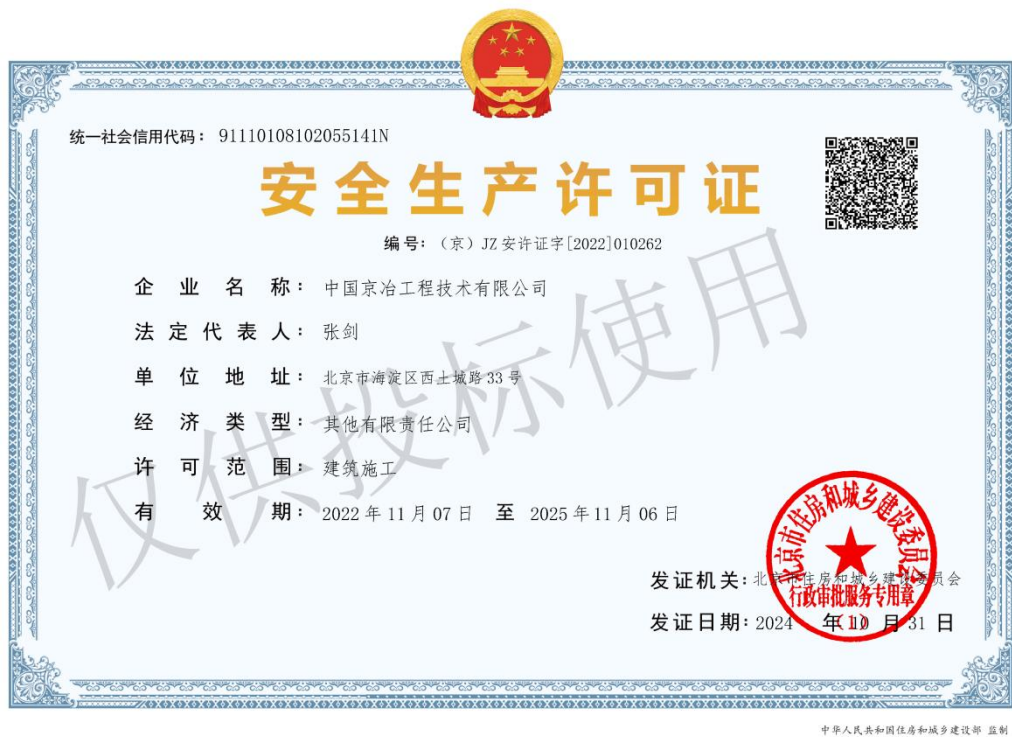 统一社会信用代码： 91110108102055141N
安全生产许可证
编号：（京）JZ安许证字[2022]010262
企业名称：中国京冶工程技术有限公司
法定代表人：张剑
单位地址：北京市海淀区西土城路33号
经济类型：其他有限责任公司
许可范围：建筑施工
有效期：2022年11月07日 至 2025年11月06日
仅供投标使用
发证机关：北京市住房和城乡建设委员会
发证日期：2024 年 10 月 31 日
北京市住房和城乡建设委员会
行政审批服务专用章
（1）
中华人民共和国住房和城乡建设部 监制